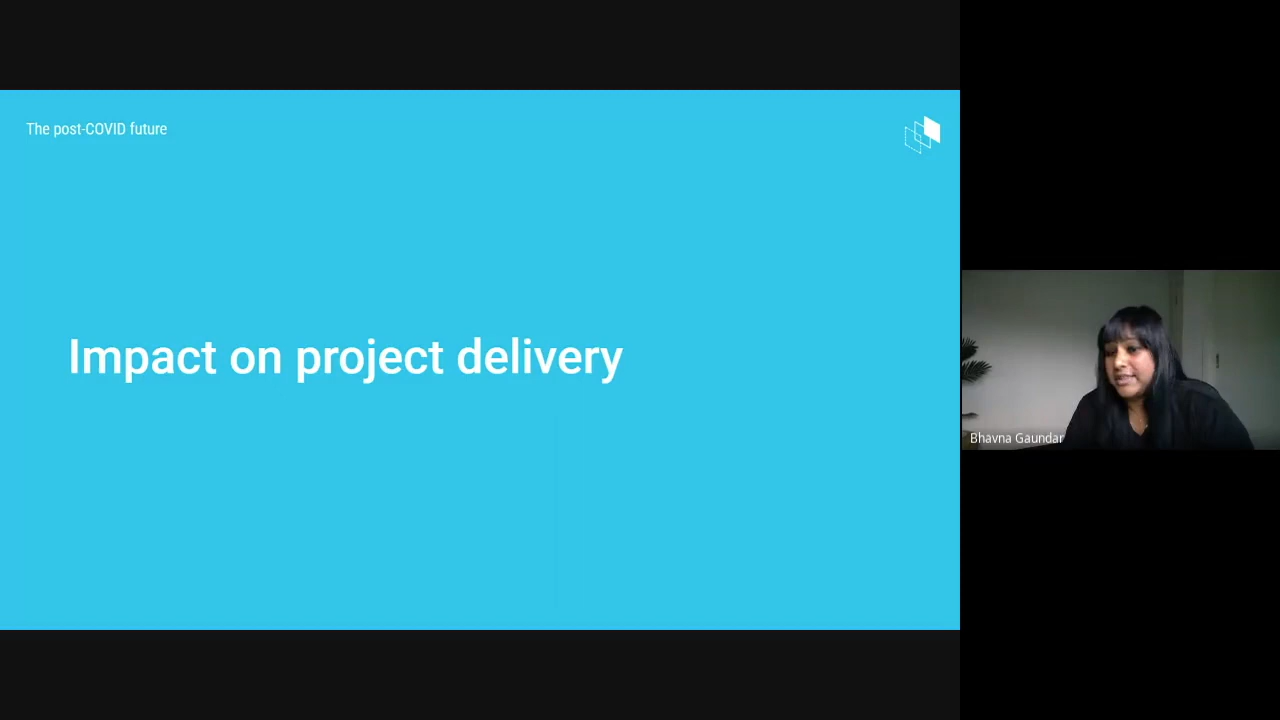 The post-COVID future
Impact on project delivery
Bhavna Gaundar